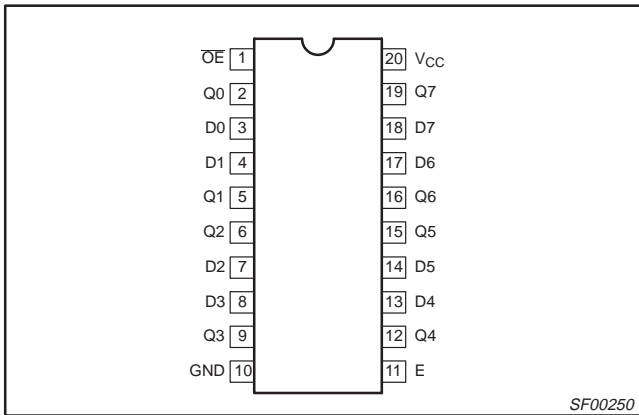 O̅E̅ 1 20 VCC
Q0 2 19 Q7
D0 3 18 D7
D1 4 17 D6
Q1 5 16 Q6
Q2 6 15 Q5
D2 7 14 D5
D3 8 13 D4
Q3 9 12 Q4
GND 10 11 E
SF00250